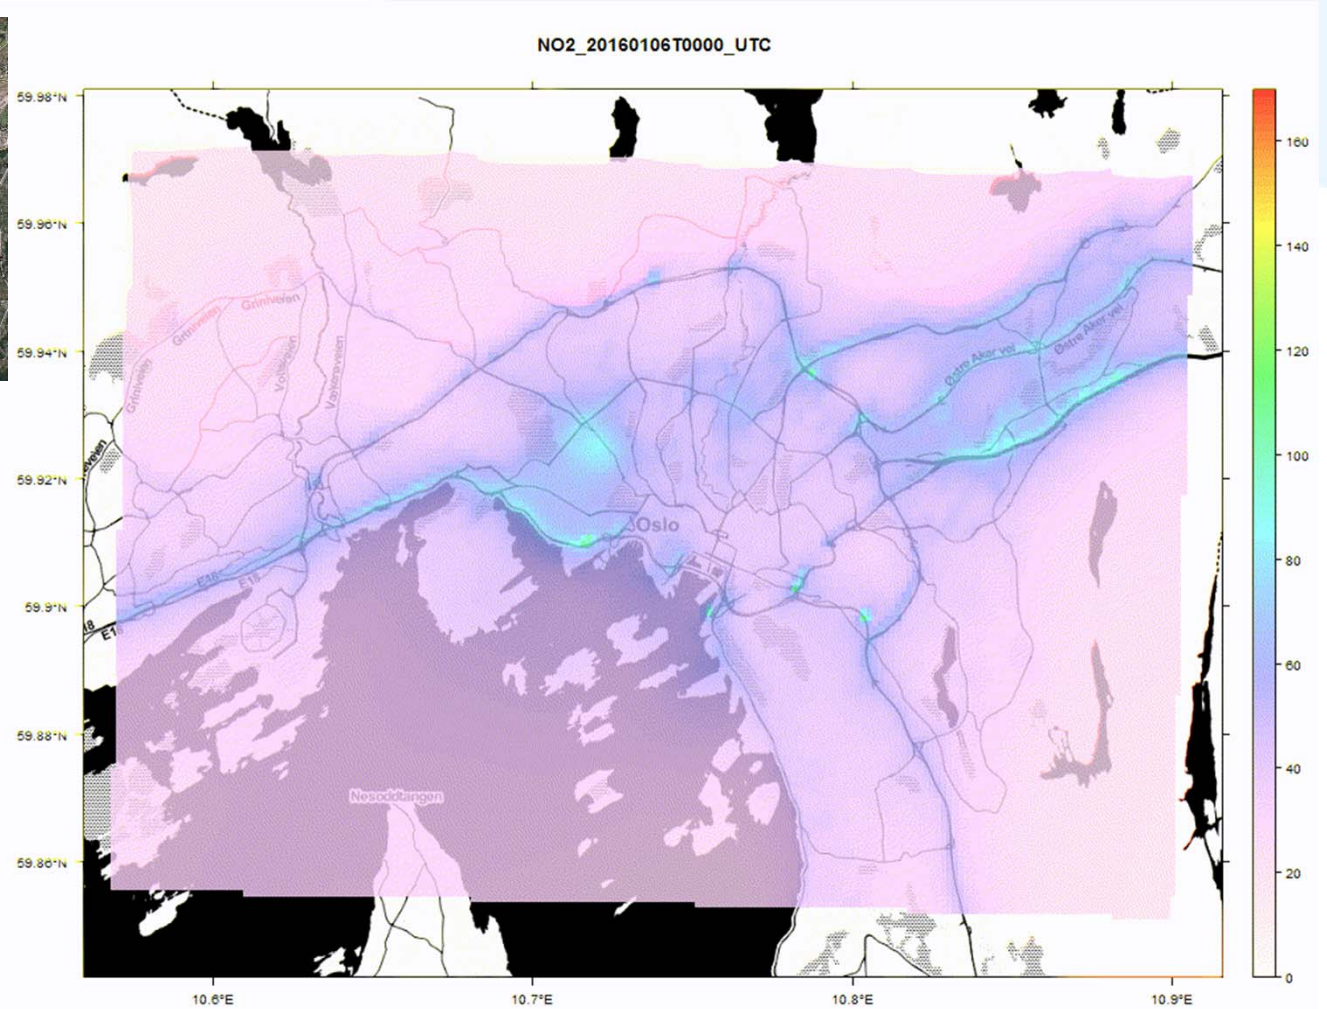 NO2_20160106T0000_UTC
59.98°N
59.96°N
59.94°N
59.92°N
59.9°N
59.88°N
59.86°N
10.6°E
10.7°E
10.8°E
10.9°E
160
140
120
100
80
60
40
20
0
Griniveien
Griniveien
Griniveien
Vækerøveien
Østre Aker vei
Østre Aker vei
Oslo
E18
E18
E18
18
Nesoddtangen